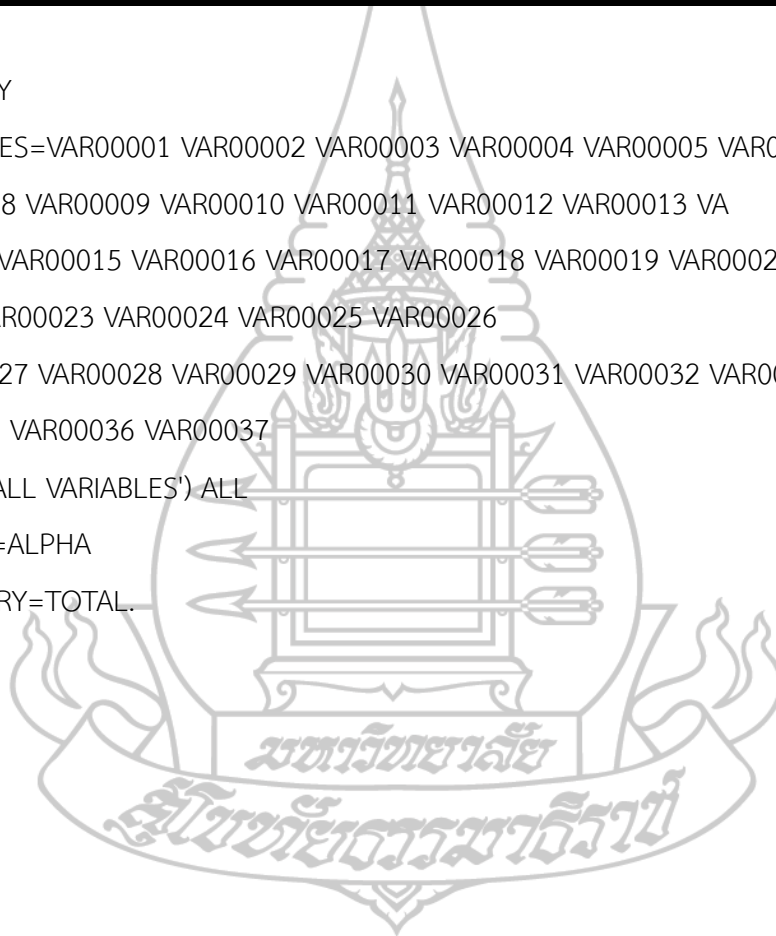 Y
ES=VAR00001 VAR00002 VAR00003 VAR00004 VAR00005 VAR0
8 VAR00009 VAR00010 VAR00011 VAR00012 VAR00013 VA
VAR00015 VAR00016 VAR00017 VAR00018 VAR00019 VAR0002
AR00023 VAR00024 VAR00025 VAR00026
27 VAR00028 VAR00029 VAR00030 VAR00031 VAR00032 VAR00
VAR00036 VAR00037
ALL VARIABLES') ALL
=ALPHA
RY=TOTAL.
มหาวิทยาลัย
สุโขทัยธรรมาธิราช